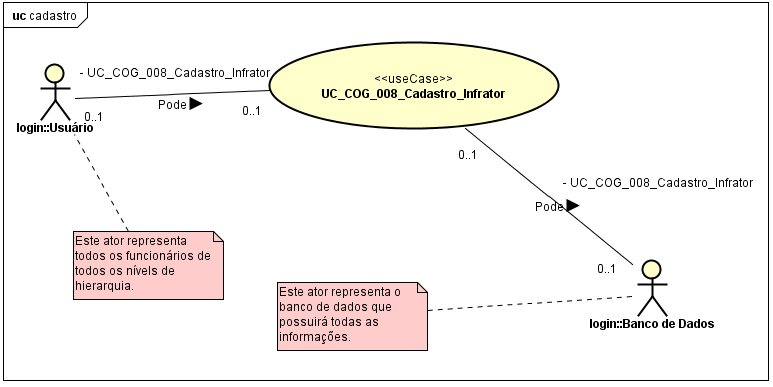 uc cadastro
- UC_COG_008_Cadastro_Infrator
<<useCase>>
UC_COG_008_Cadastro_Infrator
Pode
0..1
0..1
login::Usuário
0..1
- UC_COG_008_Cadastro_Infrator
Pode
Este ator representa
todos os funcionários de
todos os níveis de
hierarquia.
0..1
Este ator representa o
banco de dados que
possuirá todas as
informações.
login::Banco de Dados